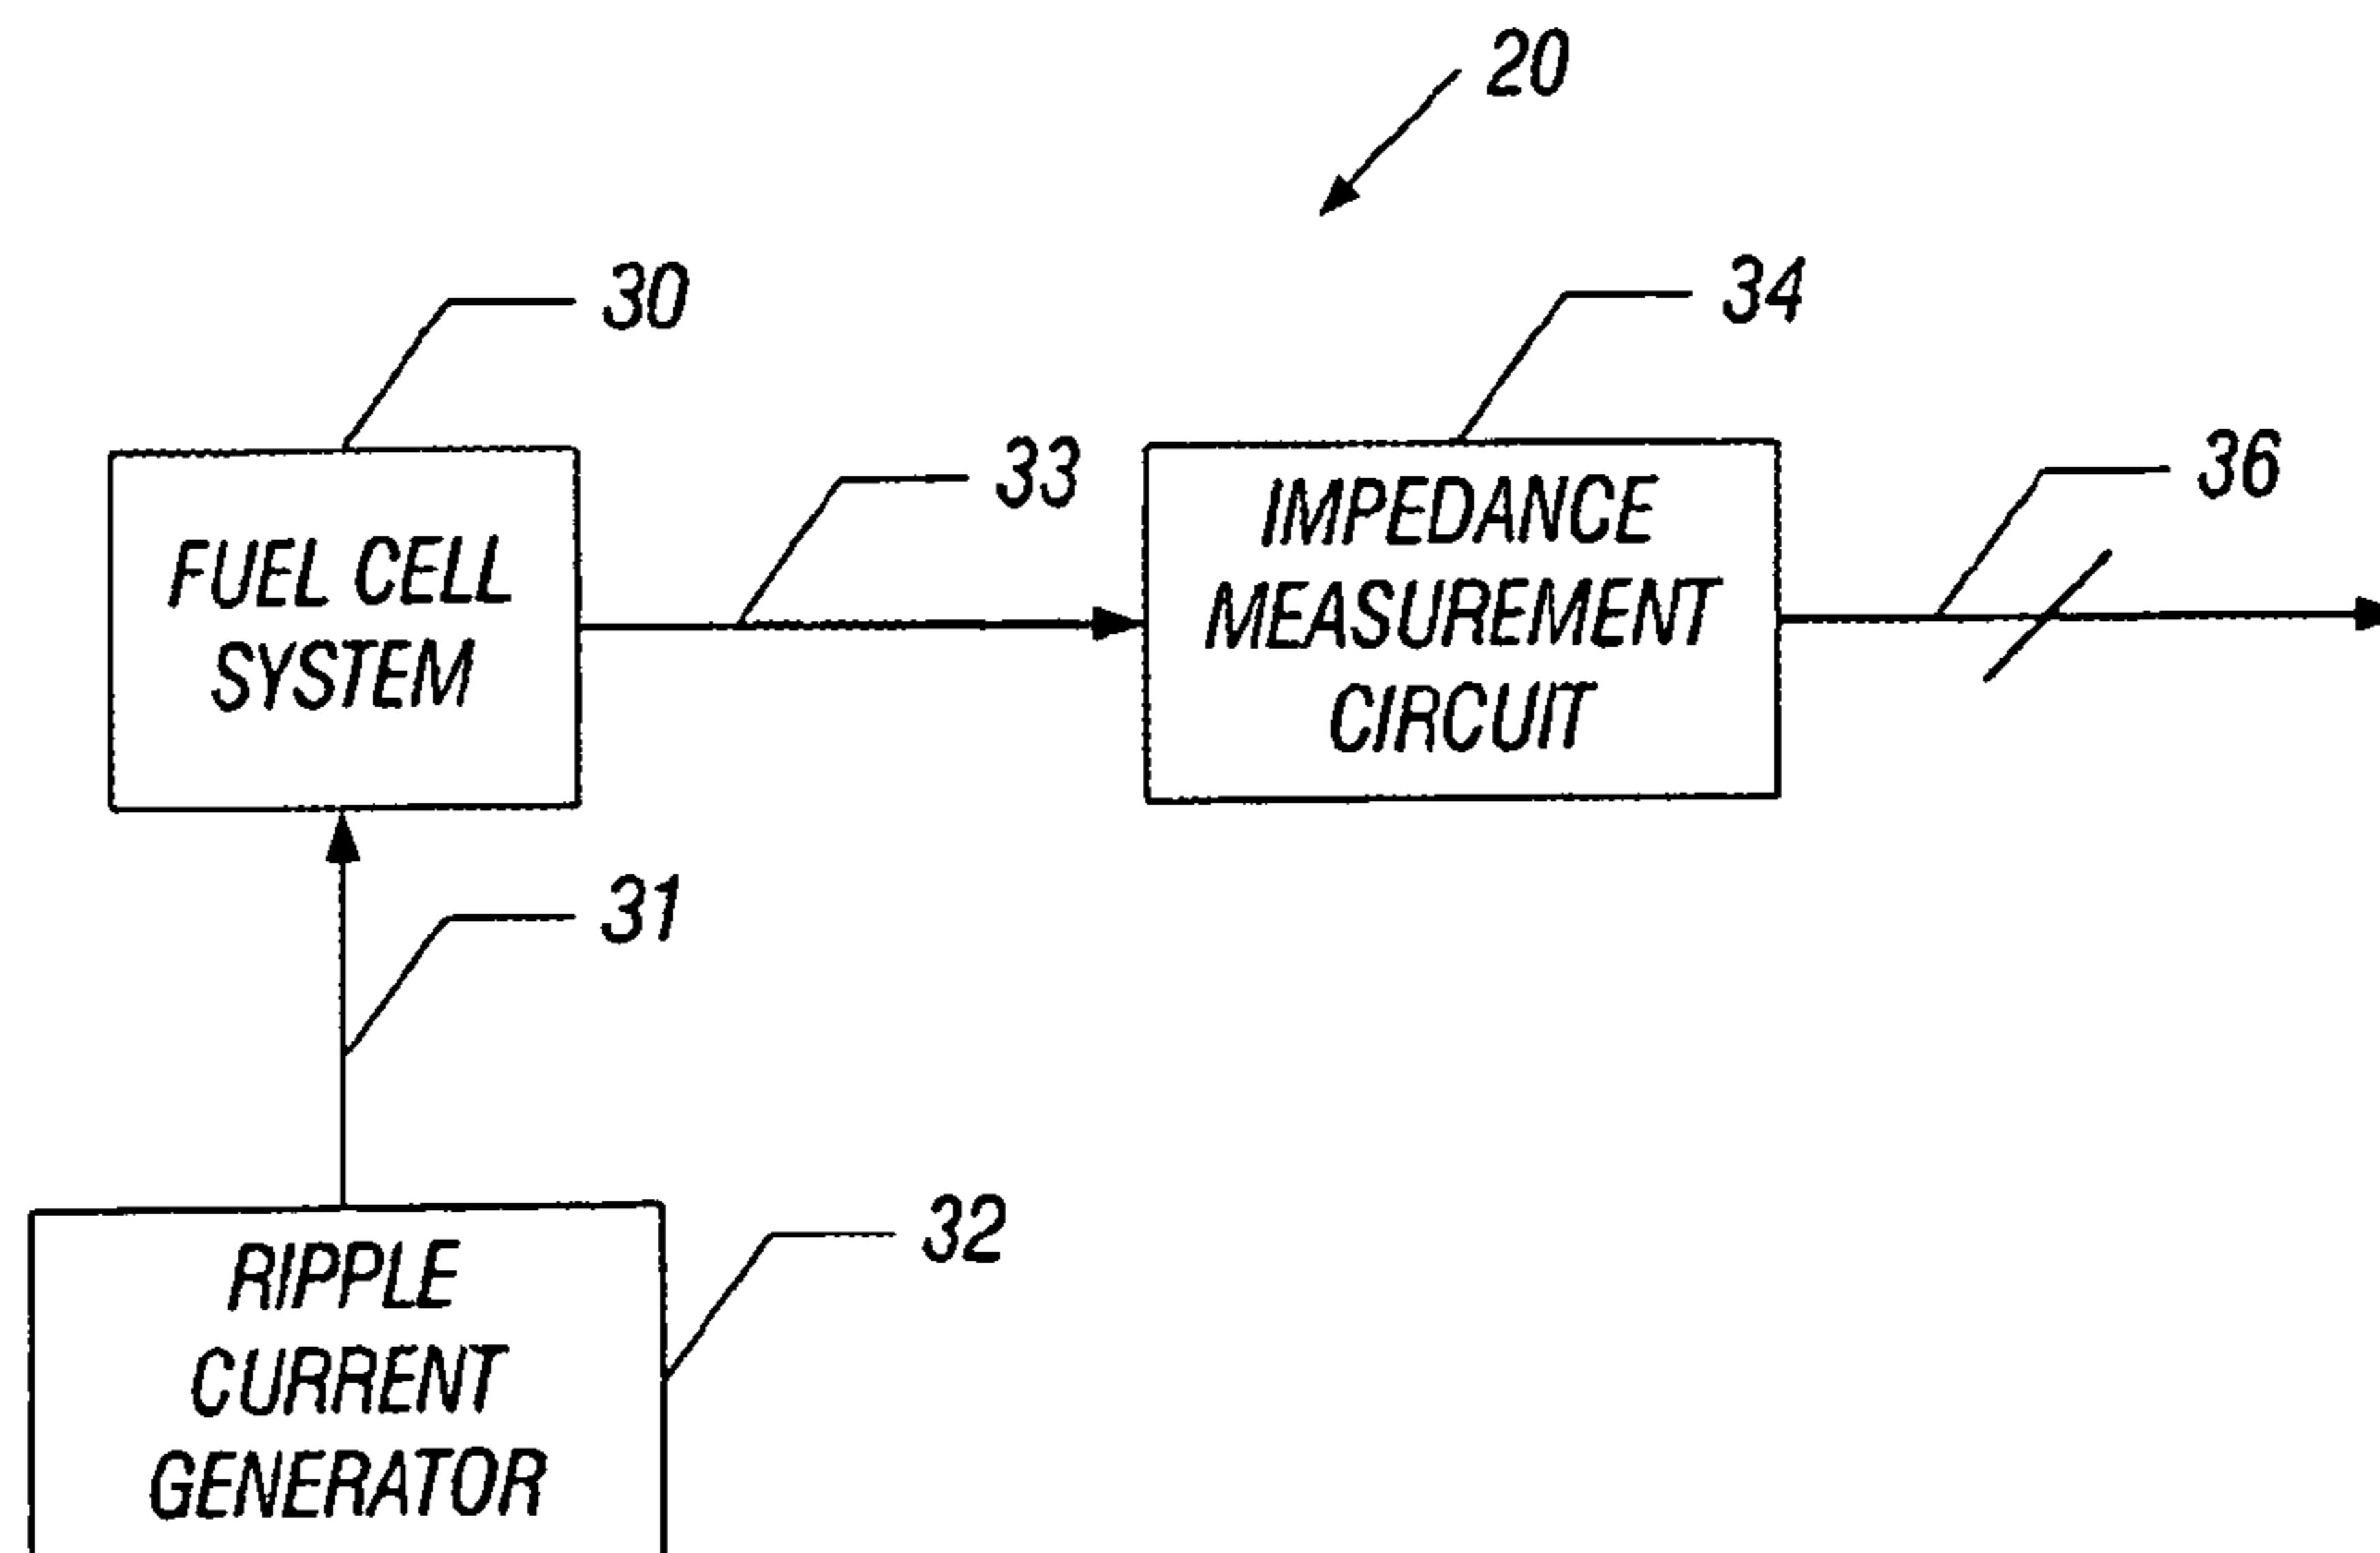 20
30
34
33
36
FUEL CELL
SYSTEM
IMPEDANCE
MEASUREMENT
CIRCUIT
31
32
RIPPLE
CURRENT
GENERATOR